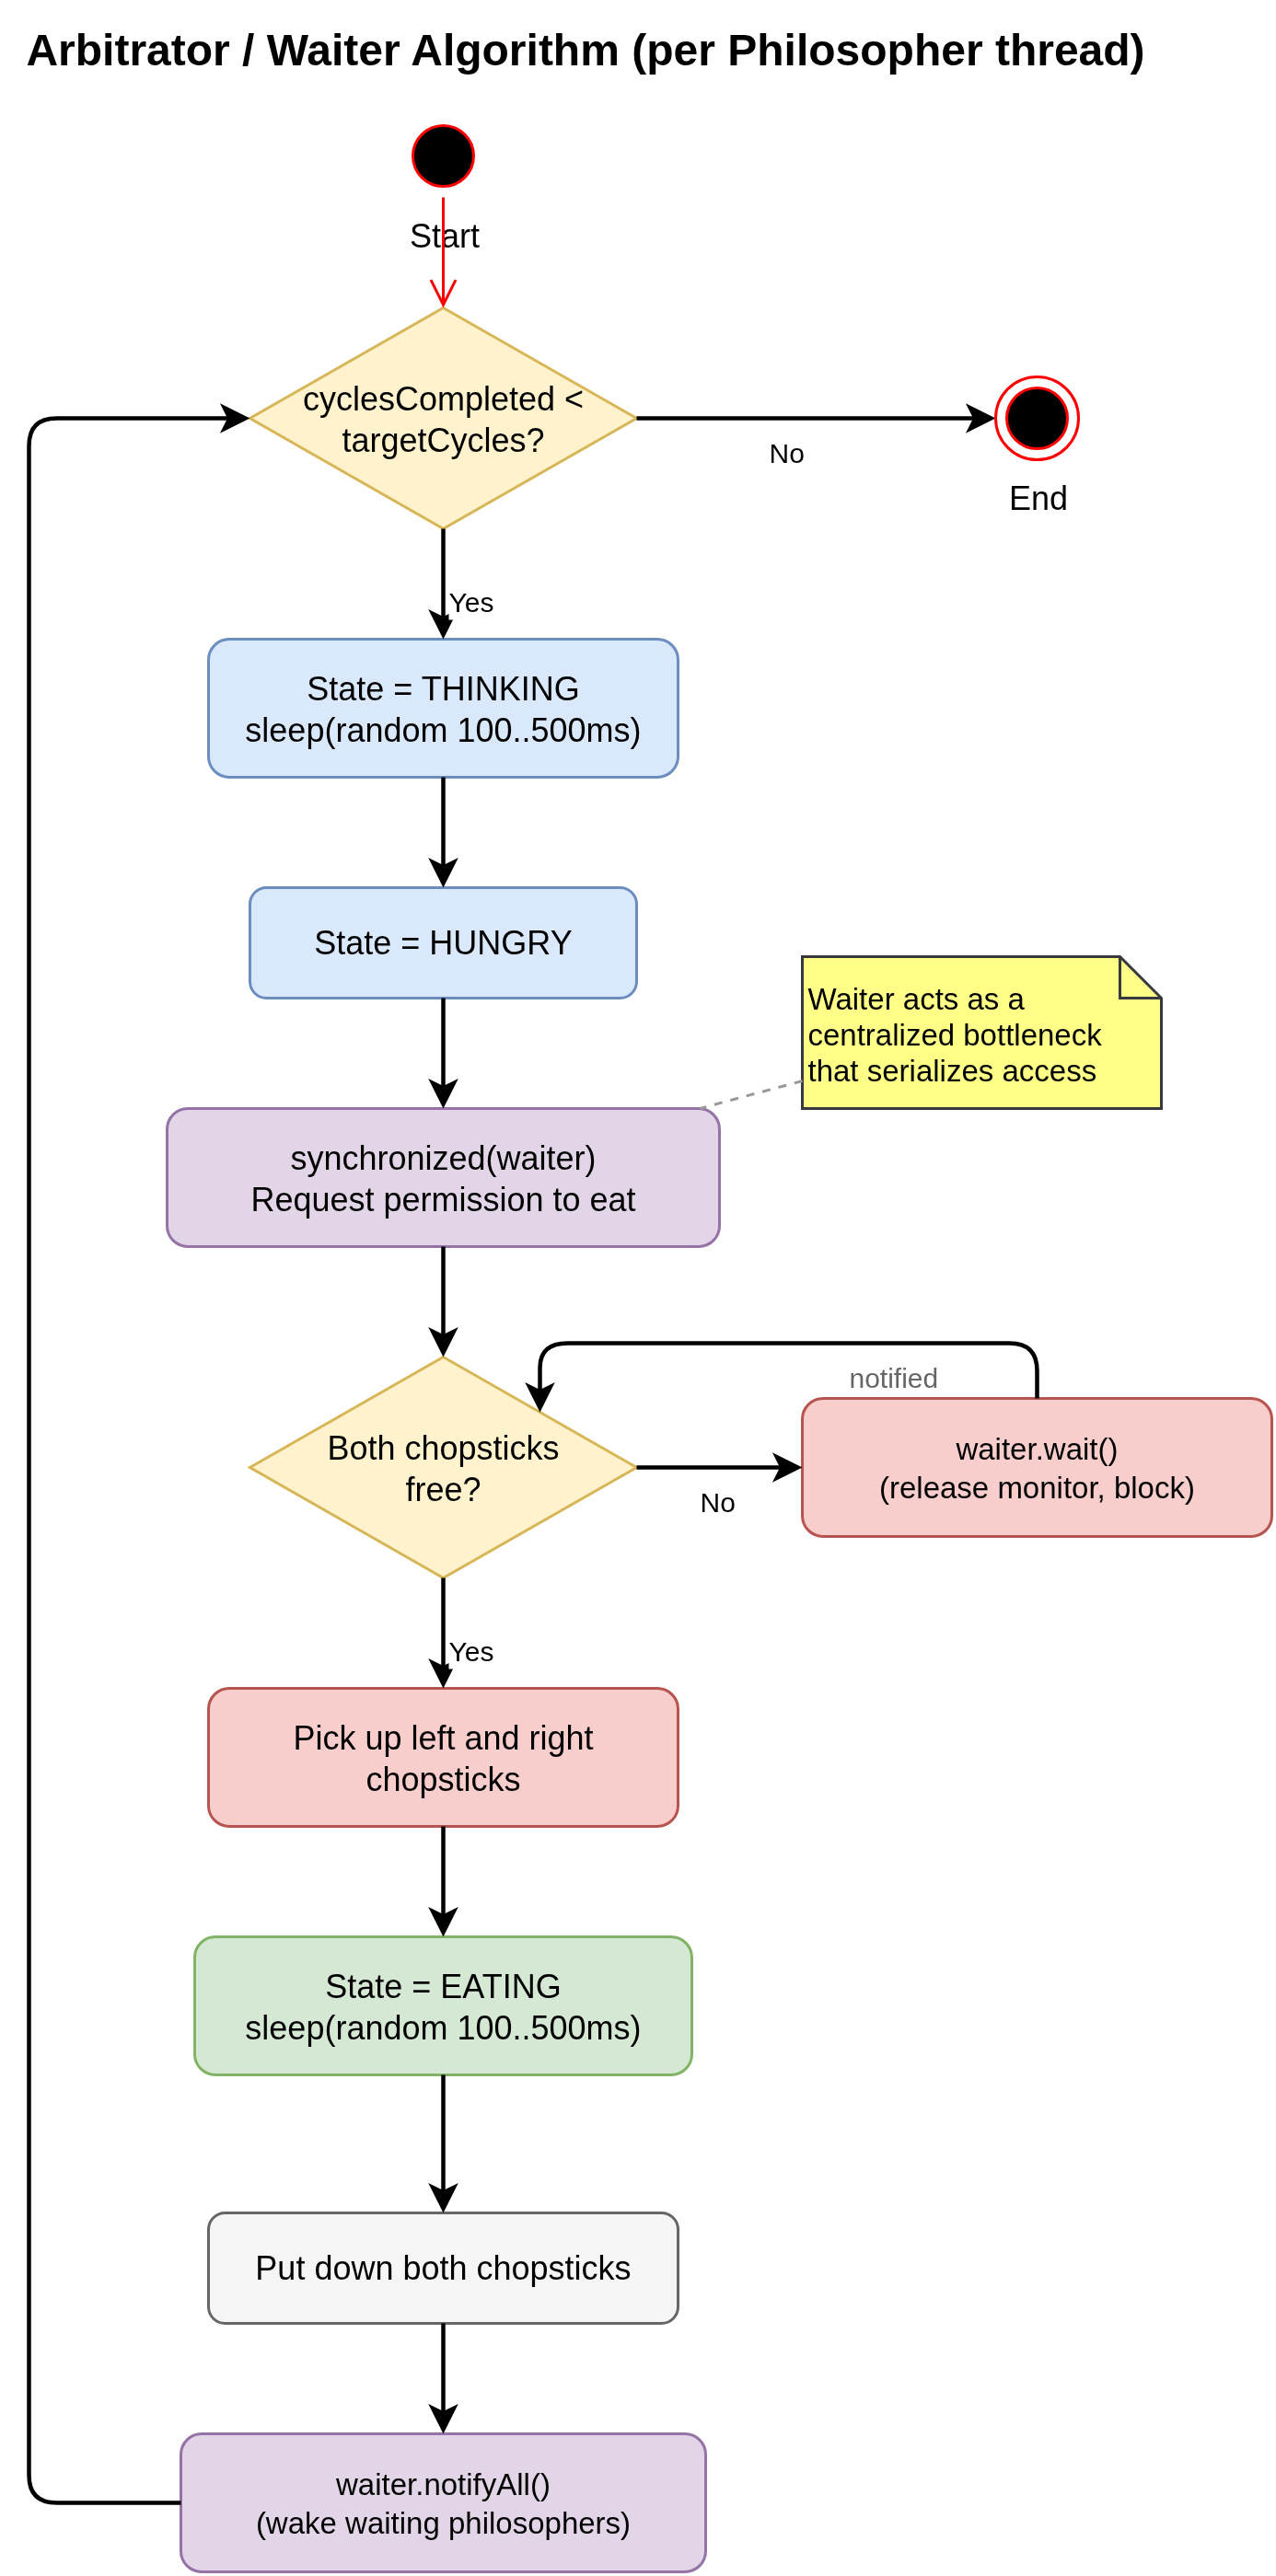 Arbitrator / Waiter Algorithm (per Philosopher thread)
Start
cyclesCompleted <
targetCycles?
No
End
Yes
State = THINKING
sleep(random 100..500ms)
State = HUNGRY
Waiter acts as a
centralized bottleneck
that serializes access
synchronized(waiter)
Request permission to eat
notified
Both chopsticks
free?
No
waiter.wait()
(release monitor, block)
Yes
Pick up left and right
chopsticks
State = EATING
sleep(random 100..500ms)
Put down both chopsticks
waiter.notifyAll()
(wake waiting philosophers)